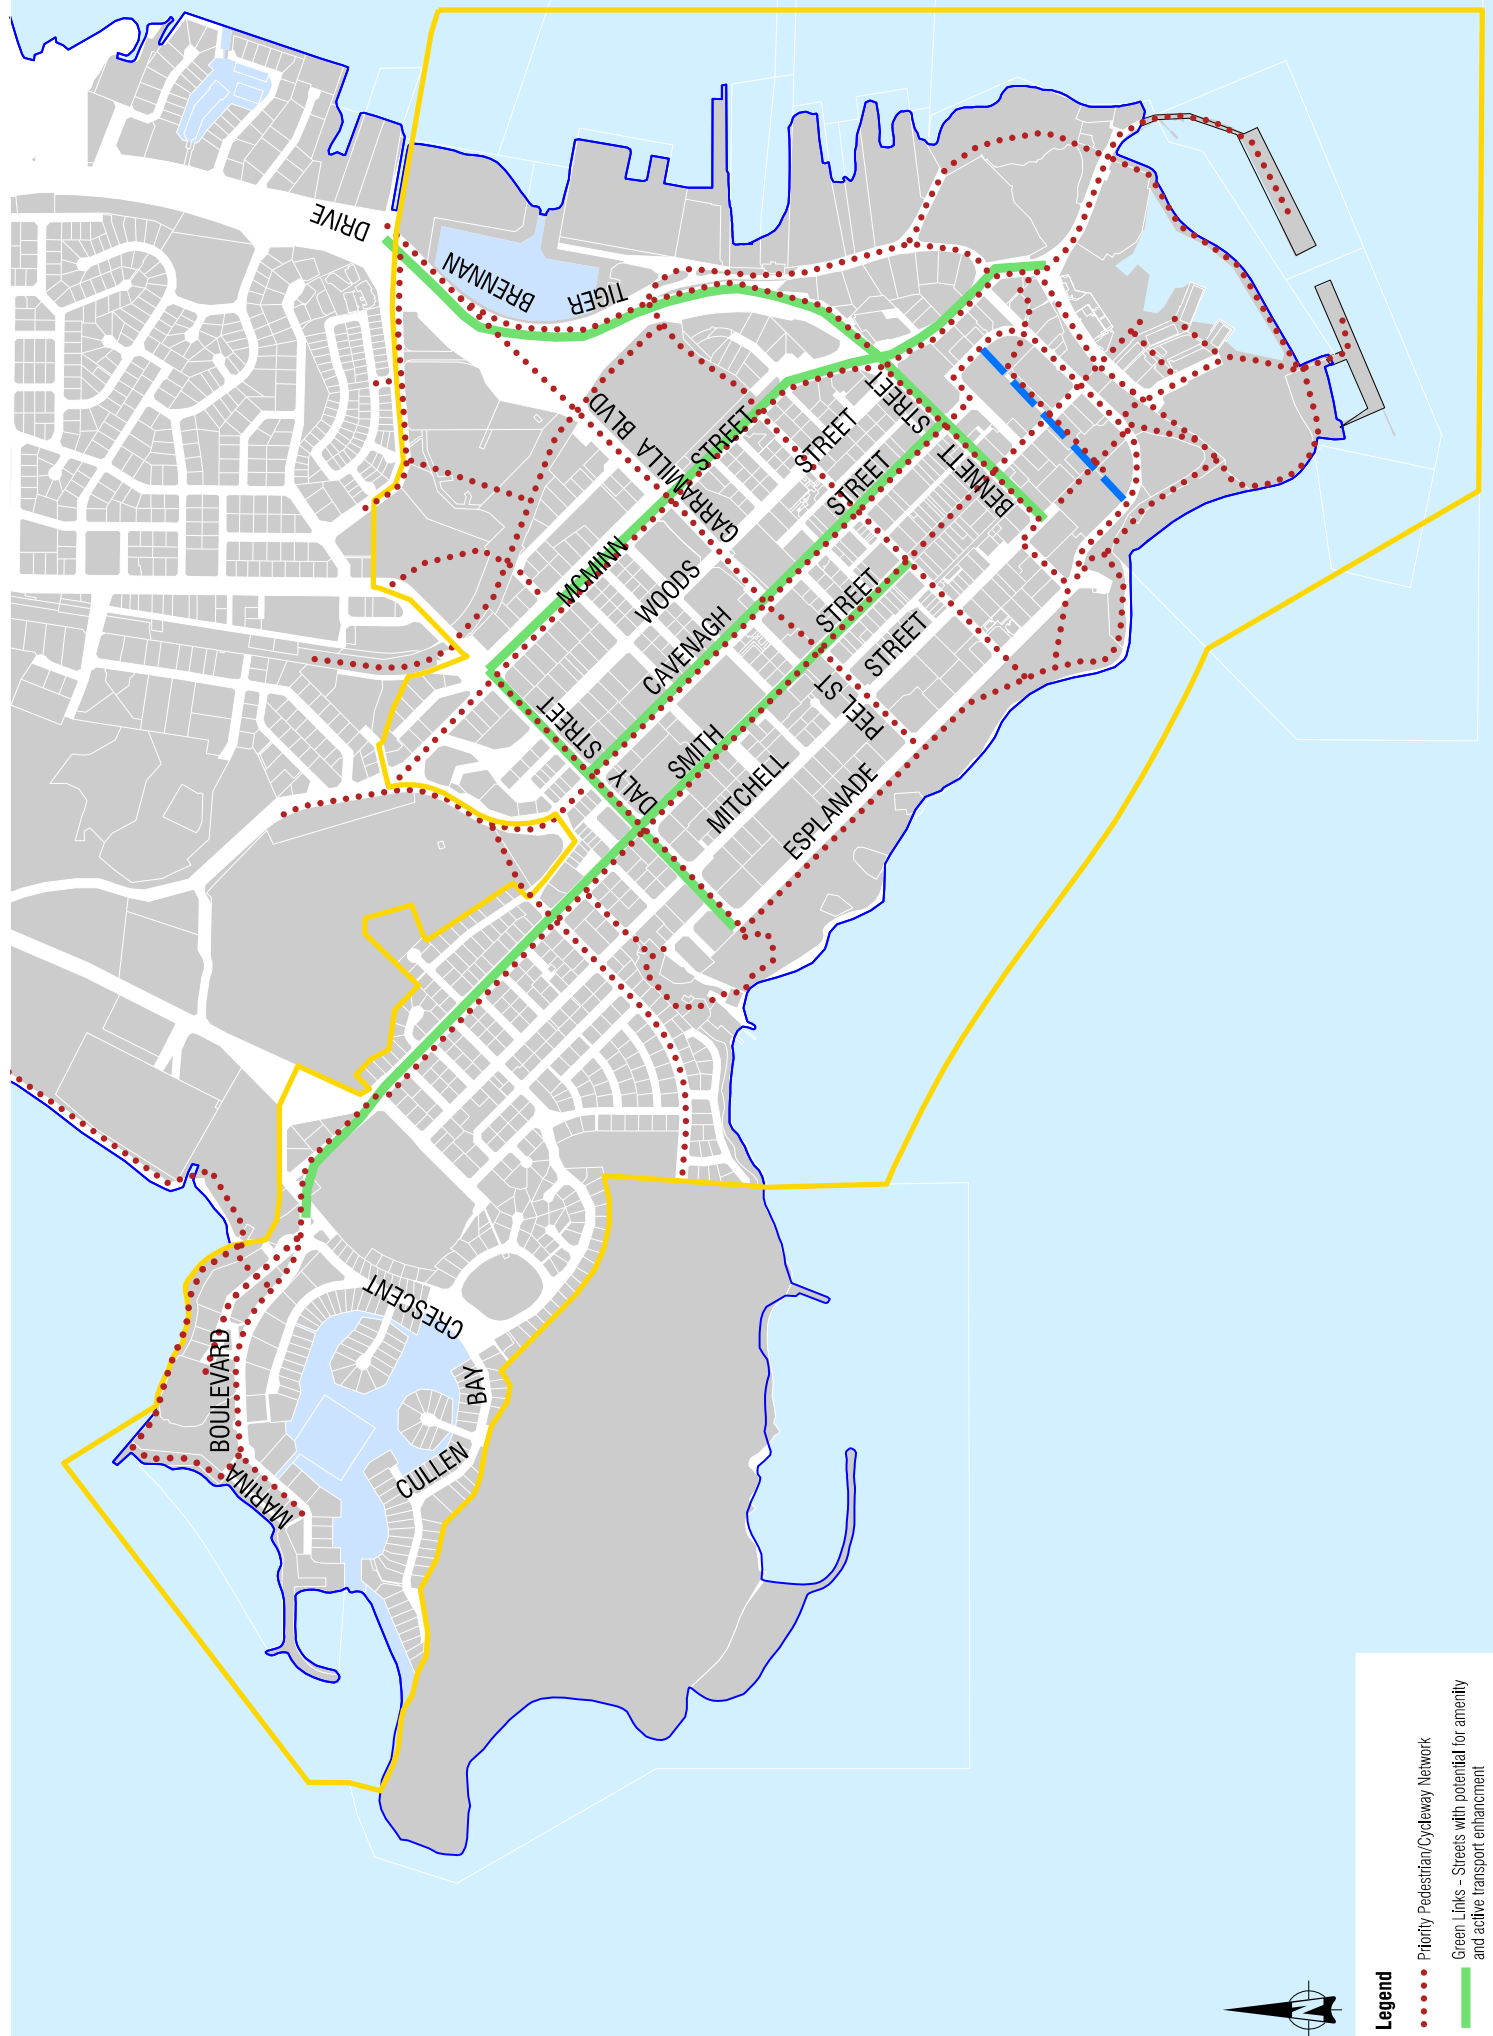 DRIVE
BRENNAN
TIGER
GARRAMILLA BLVD
MCMINN STREET
WOODS STREET
CAVENAGH STREET
BENNETT STREET
SMITH STREET
MITCHELL STREET
PEEL ST
DALY STREET
ESPLANADE
CULLEN BAY CRESCENT
MARINA BOULEVARD
N
Legend
Priority Pedestrian/Cycleway Network
Green Links - Streets with potential for amenity
and active transport enhancment